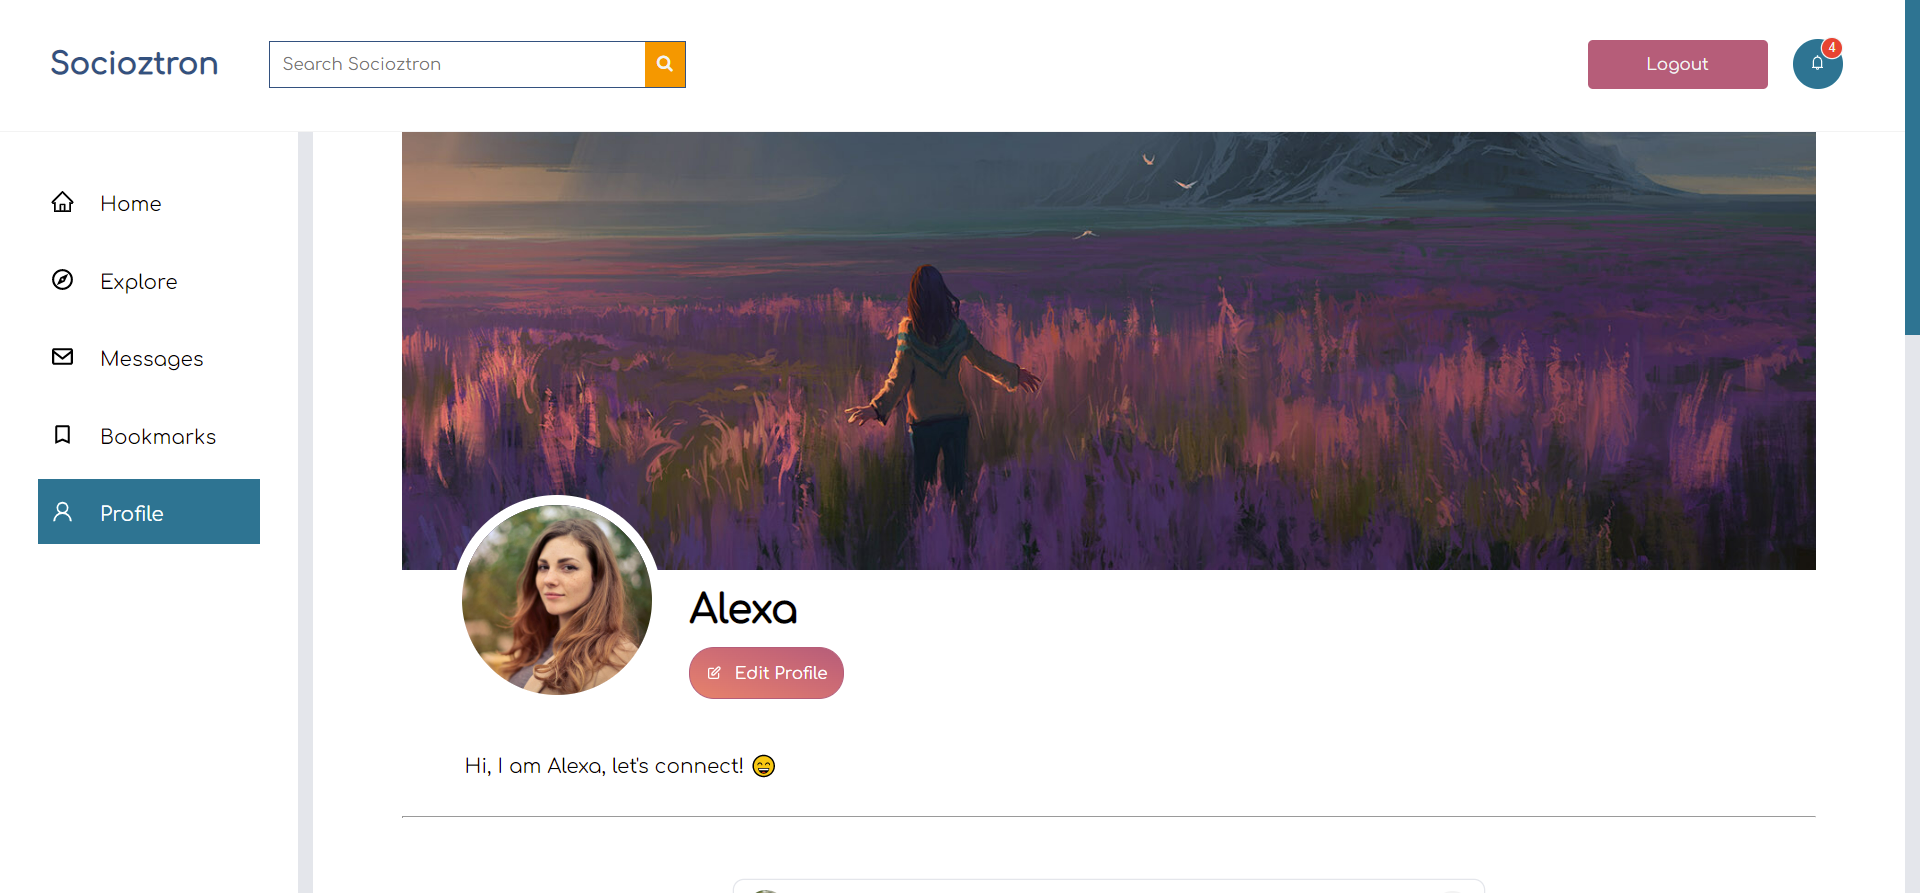 Socioztron
Search Socioztron
Logout
4
Home
Explore
Messages
Bookmarks
Profile
Alexa
Edit Profile
Hi, I am Alexa, let's connect! 😄